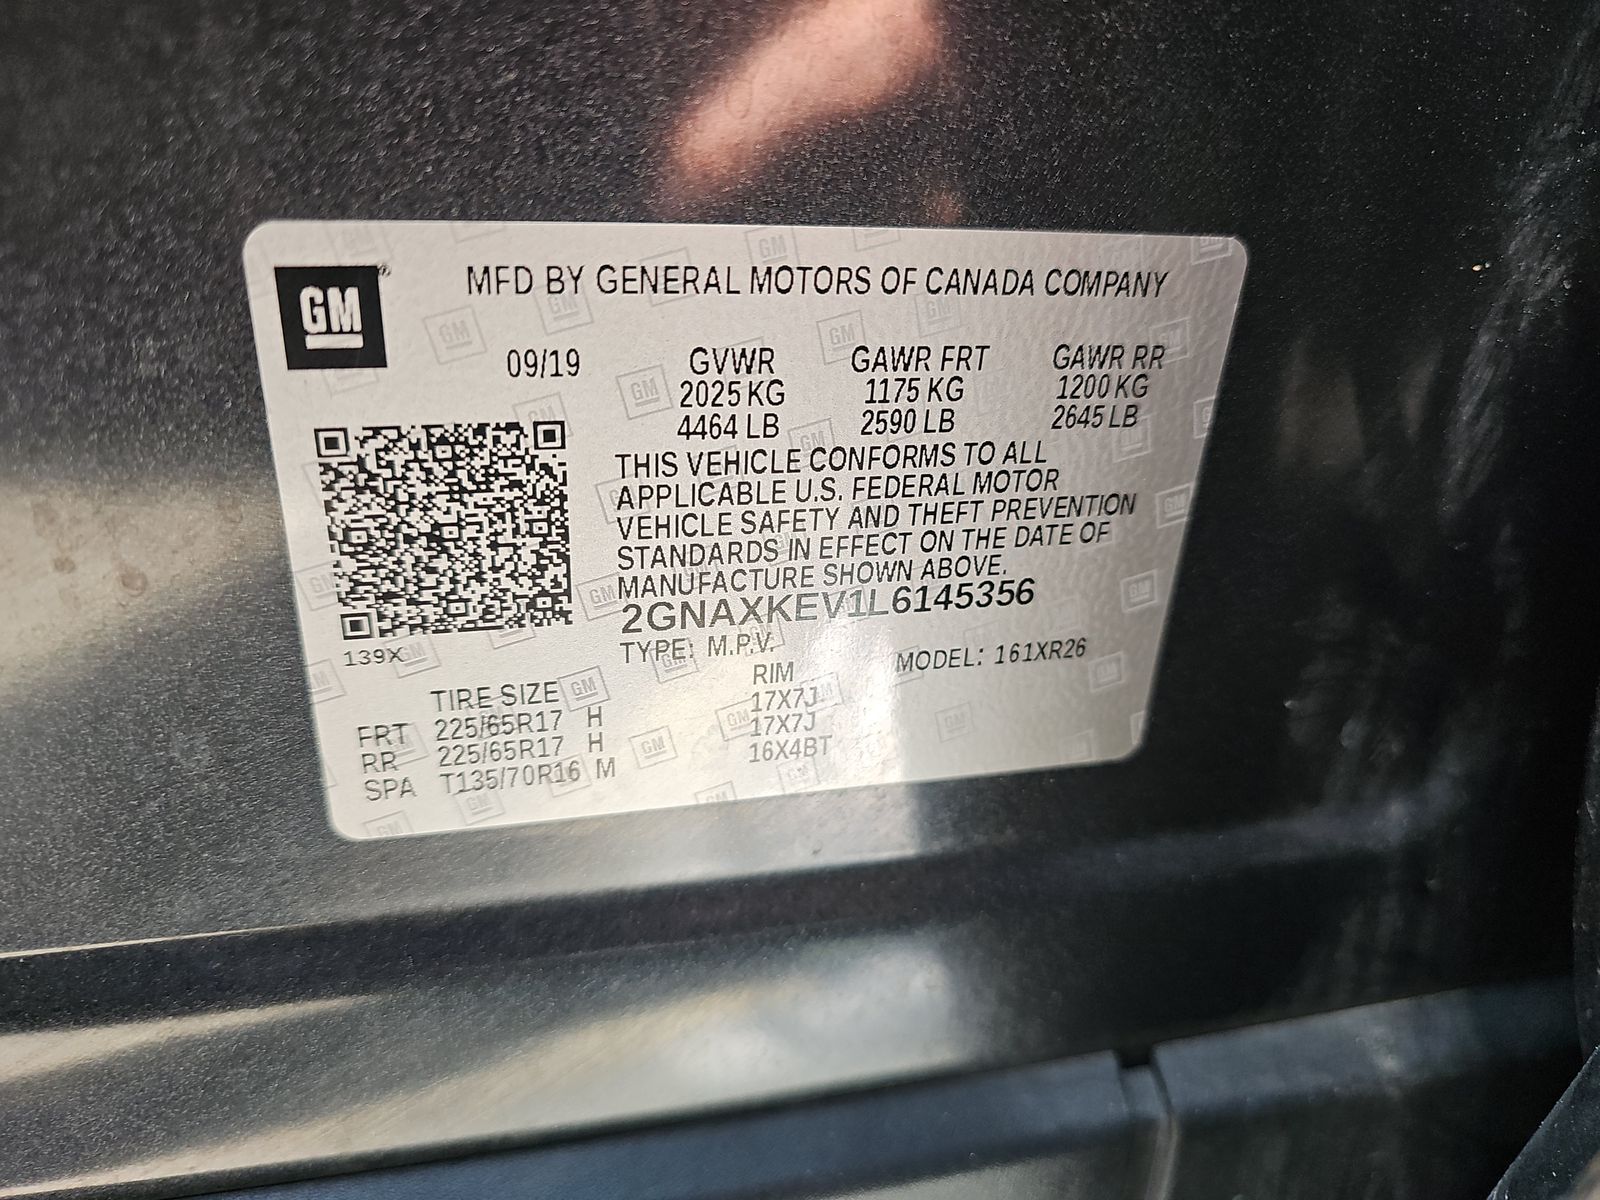 GM
MFD BY GENERAL MOTORS OF CANADA COMPANY
09/19 GVWR GAWR FRT GAWR RR
2025 KG 1175 KG 1200 KG
4464 LB 2590 LB 2645 LB
THIS VEHICLE CONFORMS TO ALL
APPLICABLE U.S. FEDERAL MOTOR
VEHICLE SAFETY AND THEFT PREVENTION
STANDARDS IN EFFECT ON THE DATE OF
MANUFACTURE SHOWN ABOVE.
2GNAXKEV1L6145356
139X TYPE: M.P.V. MODEL: 161XR26
TIRE SIZE RIM
FRT 225/65R17 H 17X7J
RR 225/65R17 H 17X7J
SPA T135/70R16 M 16X4BT